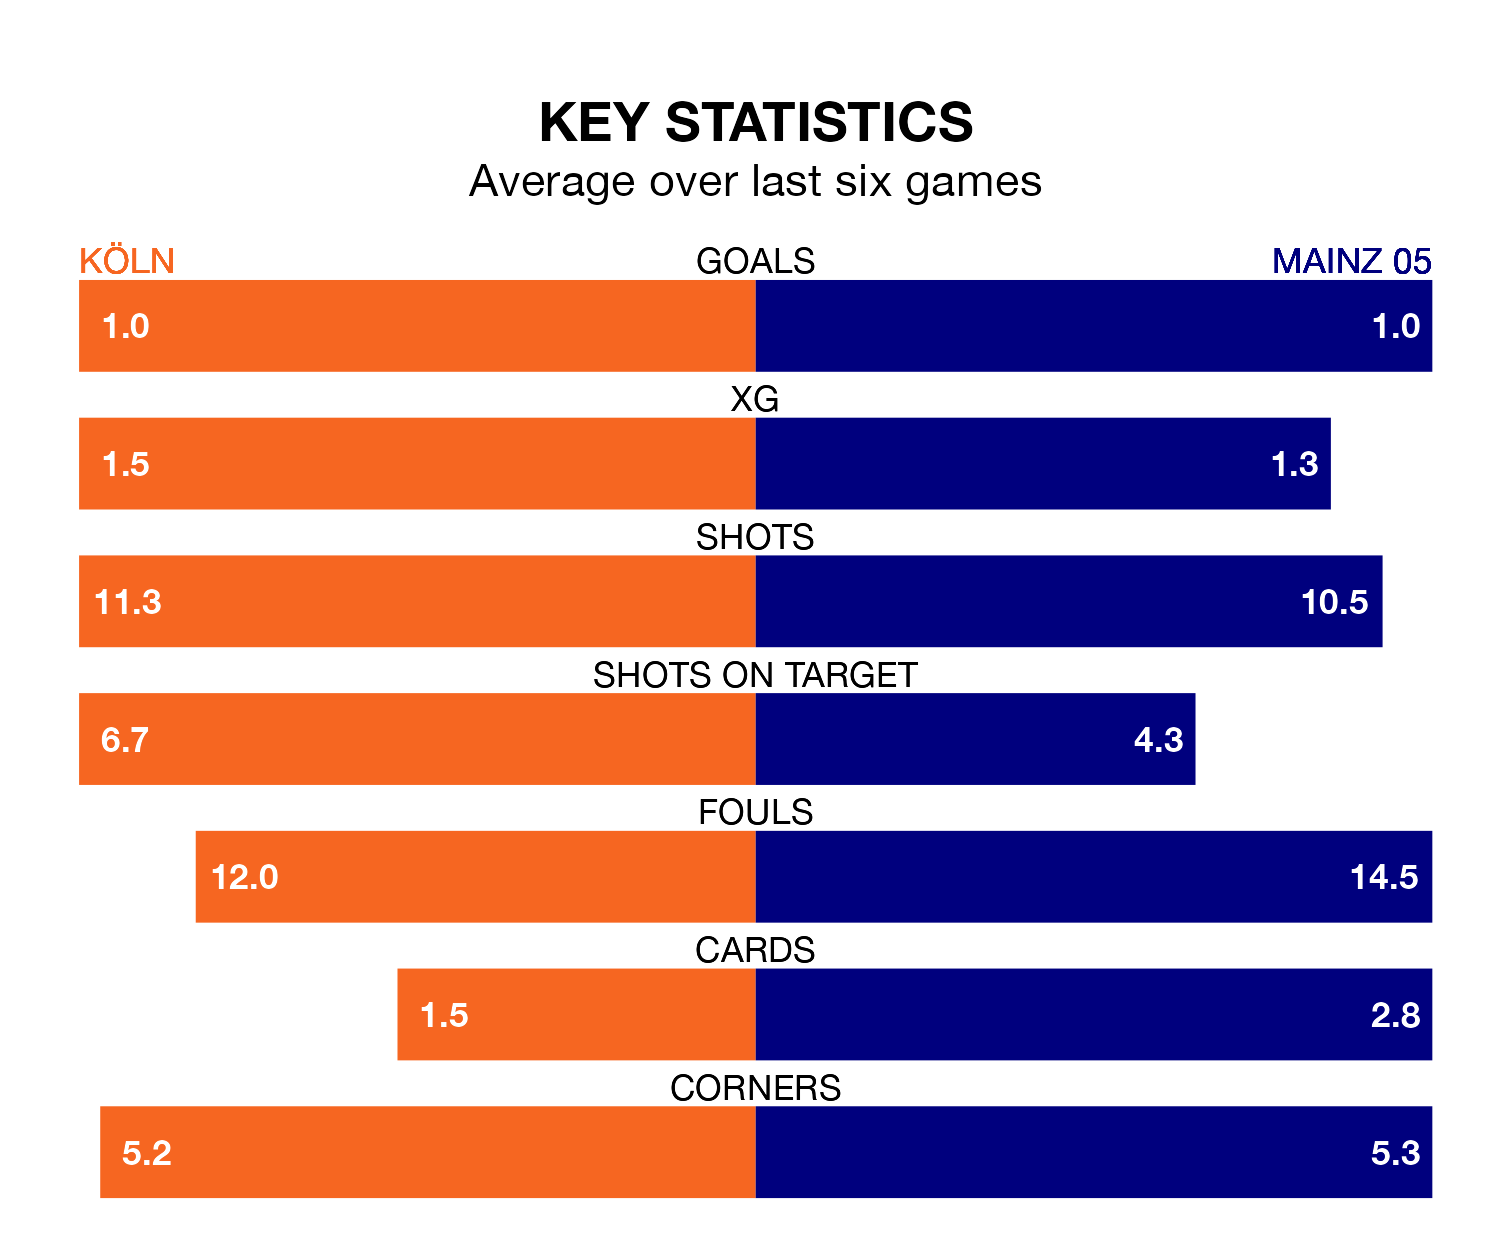 KEY STATISTICS
Average over last six games
KÖLN GOALS MAINZ 05
1.0 1.0
XG
1.5 1.3
SHOTS
11.3 10.5
SHOTS ON TARGET
6.7 4.3
FOULS
12.0 14.5
CARDS
1.5 2.8
CORNERS
5.2 5.3